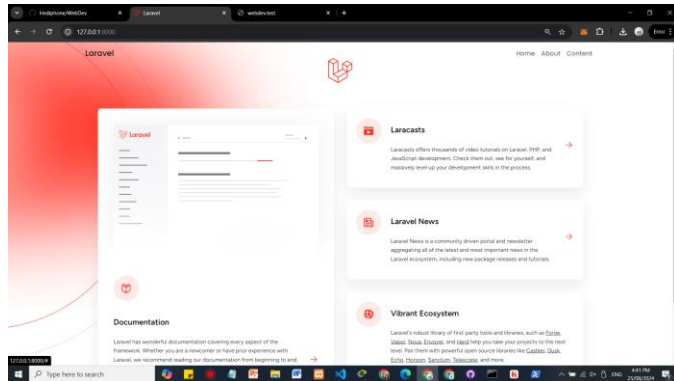 Hediphone/WebDev
Laravel
webdev.test
127.0.0.1:8000
Error
Laravel
Home About Content
Laravel
Laracasts
Laracasts offers thousands of video tutorials on Laravel, PHP, and
JavaScript development. Check them out, see for yourself, and
massively level up your development skills in the process.
Laravel News
Laravel News is a community driven portal and newsletter
aggregating all of the latest and most important news in the
Laravel ecosystem, including new package releases and tutorials.
Documentation
Laravel has wonderful documentation covering every aspect of the
framework. Whether you are a newcomer or have prior experience with
Laravel, we recommend reading our documentation from beginning to end
Vibrant Ecosystem
Laravel's robust library of first-party tools and libraries, such as Forge,
Vapor, Nova, Envoyer, and Herd help you take your projects to the next
level. Pair them with powerful open source libraries like Cashier, Dusk,
Echo, Horizon, Sanctum, Telescope, and more.
127.0.0.1:8000/#
Type here to search
ENG
4:41 PM
25/08/2024